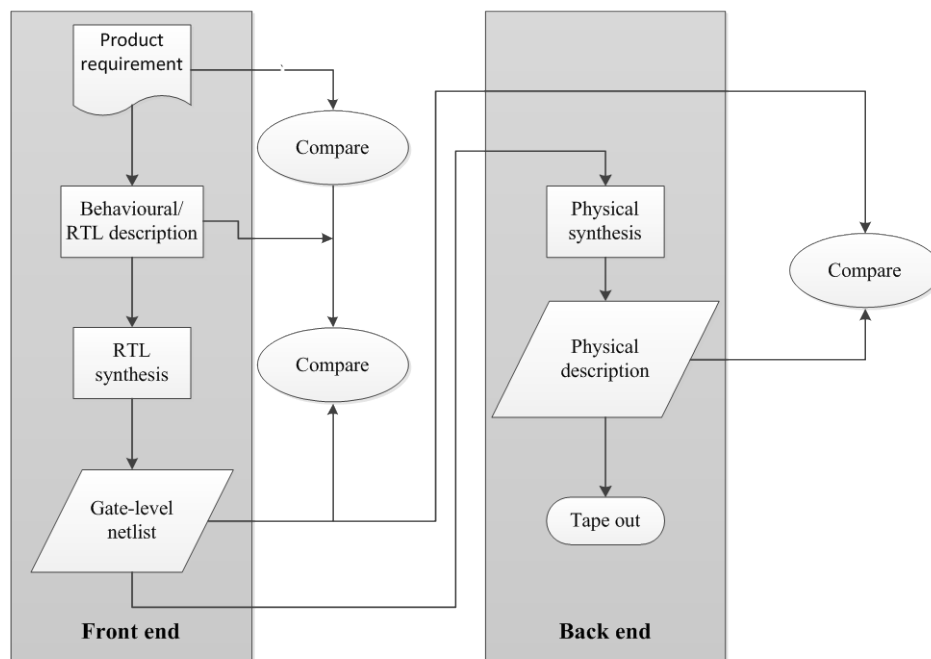 Product
requirement
Compare
Behavioural/
RTL description
RTL
synthesis
Compare
Gate-level
netlist
Front end
Physical
synthesis
Compare
Physical
description
Tape out
Back end